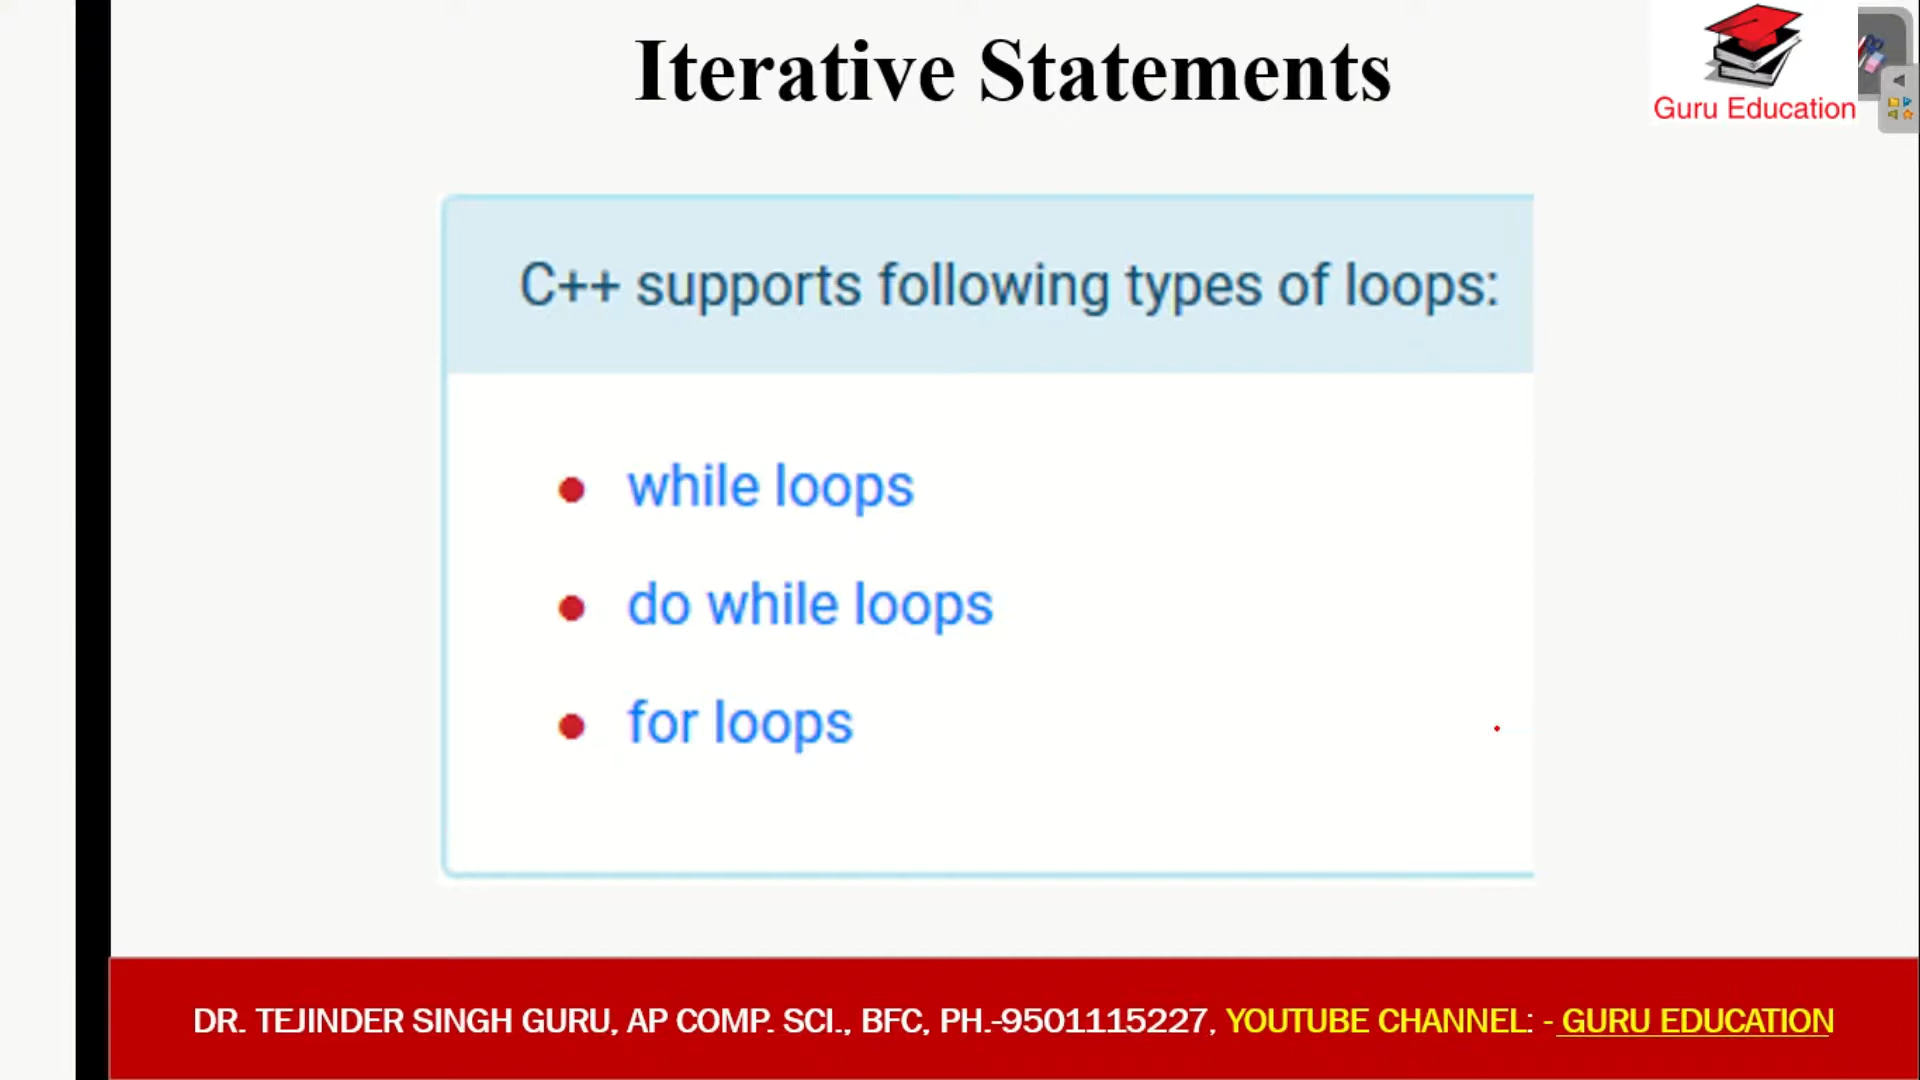 Iterative Statements
Guru Education
C++ supports following types of loops:
while loops
do while loops
for loops
DR. TEJINDER SINGH GURU, AP COMP. SCI., BFC, PH.-9501115227, YOUTUBE CHANNEL: - GURU EDUCATION